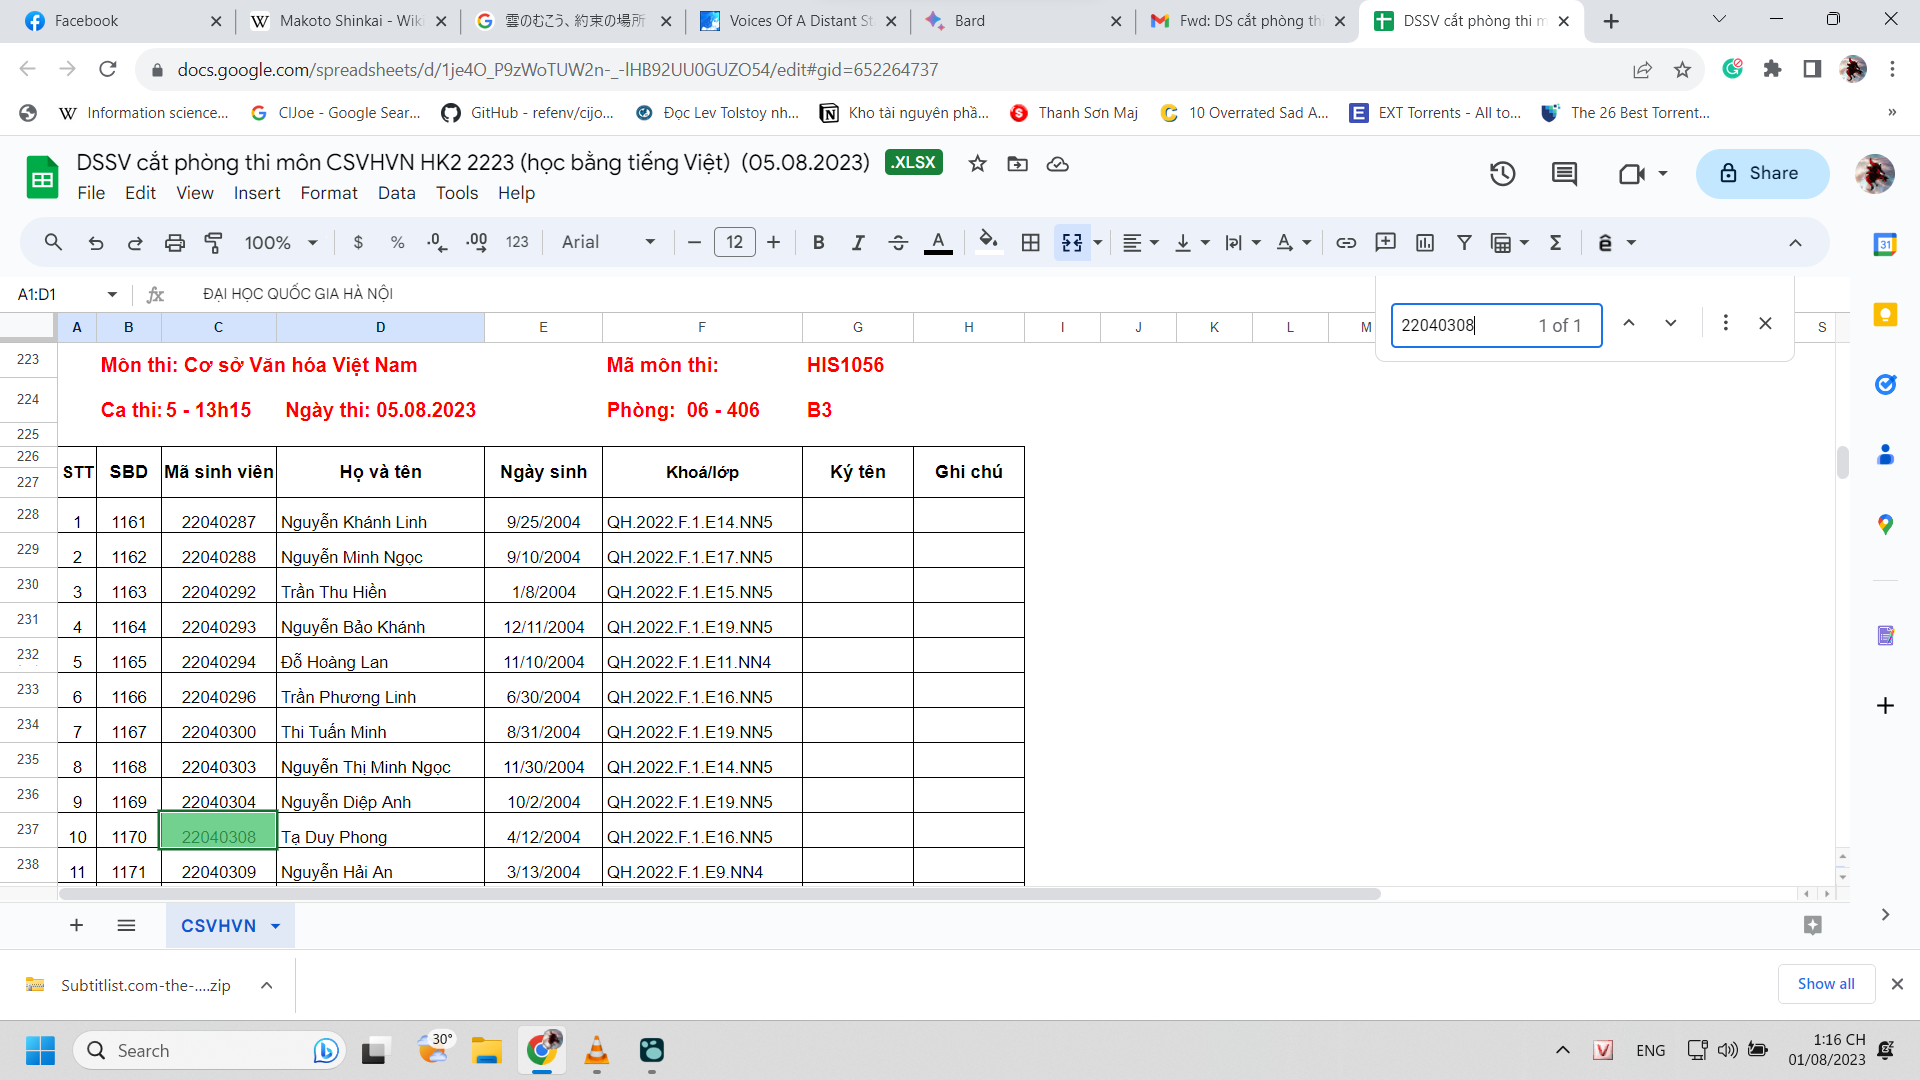 Facebook
Makoto Shinkai - Wiki
雲のむこう、約束の場所
Voices Of A Distant St
Bard
Fwd: DS cắt phòng th
DSSV cắt phòng thi m
docs.google.com/spreadsheets/d/1je4O_P9zWoTUW2n-_-lHB92UU0GUZO54/edit#gid=652264737
Information science...
CIJoe - Google Sear...
GitHub - refenv/cijo...
Đọc Lev Tolstoy nh...
Kho tài nguyên phầ...
Thanh Sơn Maj
10 Overrated Sad A...
EXT Torrents - All to...
The 26 Best Torrent...
»
DSSV cắt phòng thi môn CSVHVN HK2 2223 (học bằng tiếng Việt) (05.08.2023) .XLSX
File Edit View Insert Format Data Tools Help
Share
100% $ % .0 .00 123 Arial 12 B I A
31
A1:D1 fx ĐẠI HỌC QUỐC GIA HÀ NỘI
22040308 1 of 1
A B C D E F G H I J K L M S
223 Môn thi: Cơ sở Văn hóa Việt Nam Mã môn thi: HIS1056
224 Ca thi: 5 - 13h15 Ngày thi: 05.08.2023 Phòng: 06 - 406 B3
225
226
227
STT SBD Mã sinh viên Họ và tên Ngày sinh Khoá/lớp Ký tên Ghi chú
228 1 1161 22040287 Nguyễn Khánh Linh 9/25/2004 QH.2022.F.1.E14.NN5
229 2 1162 22040288 Nguyễn Minh Ngọc 9/10/2004 QH.2022.F.1.E17.NN5
230 3 1163 22040292 Trần Thu Hiền 1/8/2004 QH.2022.F.1.E15.NN5
231 4 1164 22040293 Nguyễn Bảo Khánh 12/11/2004 QH.2022.F.1.E19.NN5
232 5 1165 22040294 Đỗ Hoàng Lan 11/10/2004 QH.2022.F.1.E11.NN4
233 6 1166 22040296 Trần Phương Linh 6/30/2004 QH.2022.F.1.E16.NN5
234 7 1167 22040300 Thi Tuấn Minh 8/31/2004 QH.2022.F.1.E19.NN5
235 8 1168 22040303 Nguyễn Thị Minh Ngọc 11/30/2004 QH.2022.F.1.E14.NN5
236 9 1169 22040304 Nguyễn Diệp Anh 10/2/2004 QH.2022.F.1.E19.NN5
237 10 1170 22040308 Tạ Duy Phong 4/12/2004 QH.2022.F.1.E16.NN5
238 11 1171 22040309 Nguyễn Hải An 3/13/2004 QH.2022.F.1.E9.NN4
CSVHVN
Subtitlist.com-the-....zip
Show all
Search
30°
ENG
1:16 CH
01/08/2023